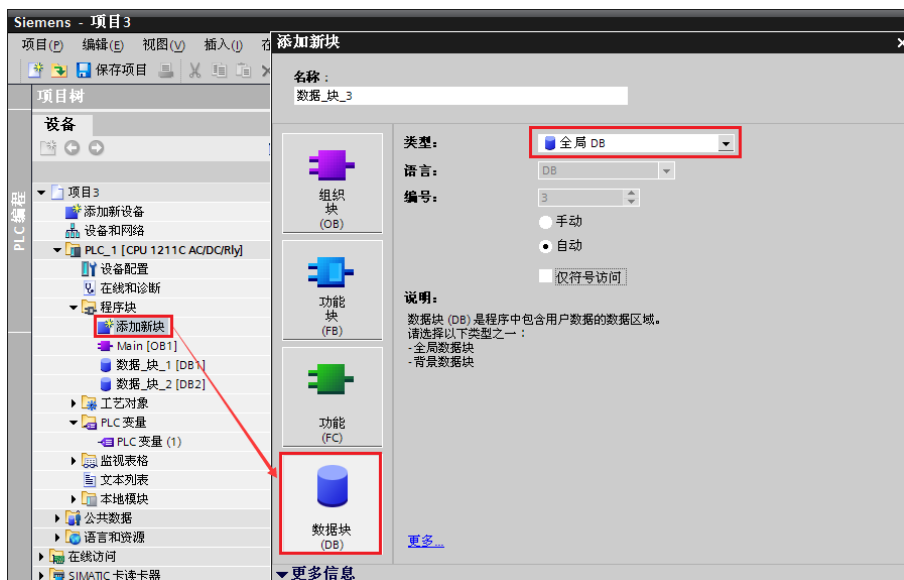 Siemens - 项目3
项目(P) 编辑(E) 视图(V) 插入(I) 在
保存项目
项目树
设备
PLC 编程
项目3
添加新设备
设备和网络
PLC_1 [CPU 1211C AC/DC/Rly]
设备配置
在线和诊断
程序块
添加新块
Main [OB1]
数据_块_1 [DB1]
数据_块_2 [DB2]
工艺对象
PLC 变量
PLC 变量 (1)
监视表格
文本列表
本地模块
公共数据
语言和资源
在线访问
SIMATIC 卡读卡器
添加新块
名称:
数据_块_3
组织
块
(OB)
功能
块
(FB)
功能
(FC)
数据块
(DB)
类型:
全局 DB
语言:
DB
编号:
3
手动
自动
仅符号访问
说明:
数据块 (DB) 是程序中包含用户数据的数据区域。
请选择以下类型之一:
-全局数据块
-背景数据块
更多...
更多信息